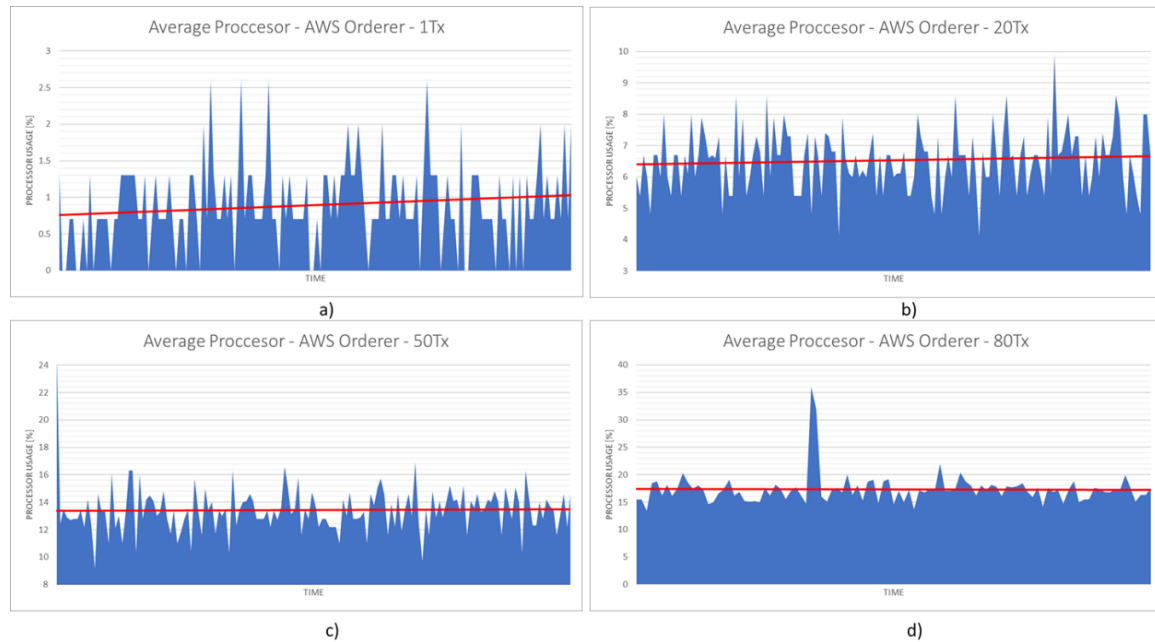 Average Proccesor - AWS Orderer - 1Tx
3
2.5
2
1.5
1
0.5
0
PROCESSOR USAGE [%]
TIME
a)
Average Proccesor - AWS Orderer - 20Tx
10
9
8
7
6
5
4
3
PROCESSOR USAGE [%]
TIME
b)
Average Proccesor - AWS Orderer - 50Tx
24
22
20
18
16
14
12
10
8
PROCESSOR USAGE [%]
TIME
c)
Average Proccesor - AWS Orderer - 80Tx
40
35
30
25
20
15
10
5
0
PROCESSOR USAGE [%]
TIME
d)